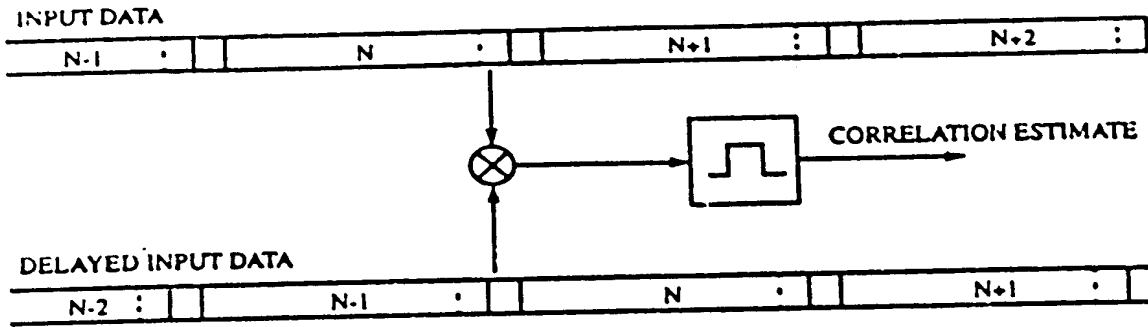 INPUT DATA
N-1 N N+1 N+2
CORRELATION ESTIMATE
DELAYED INPUT DATA
N-2 N-1 N N+1